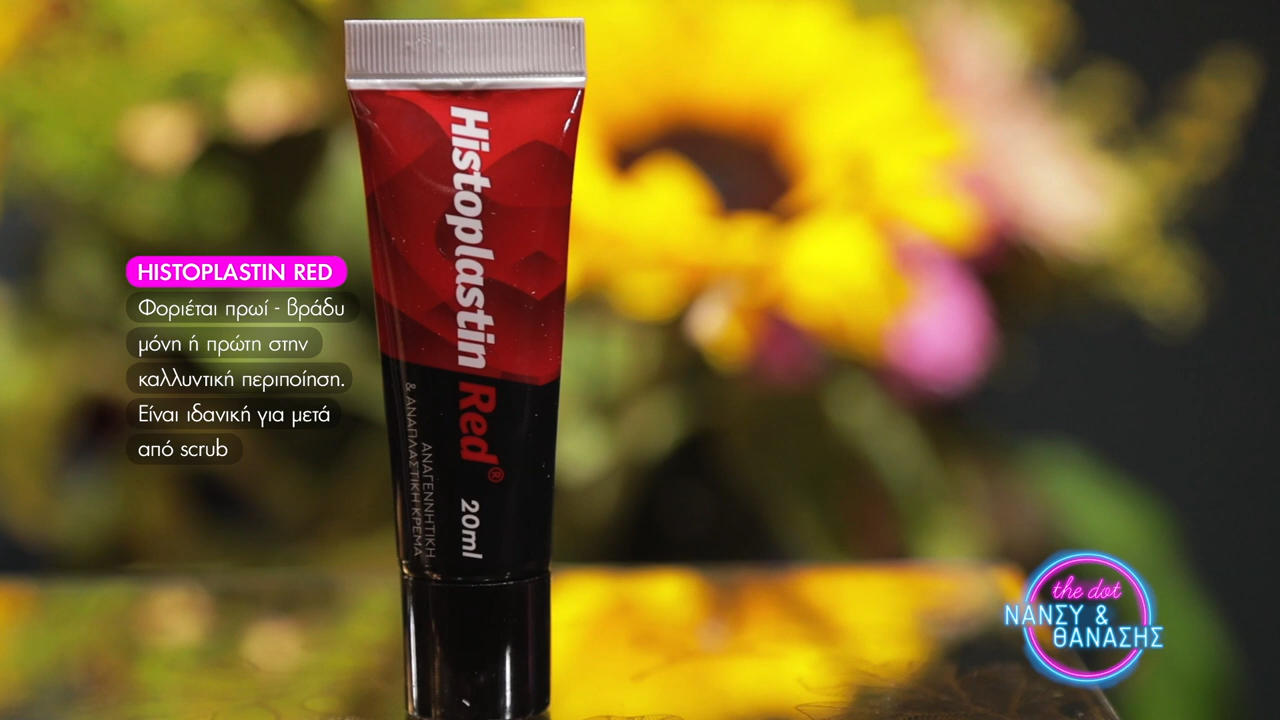 HISTOPLASTIN RED
Φοριέται πρωί - βράδυ
μόνη ή πρώτη στην
καλλυντική περιποίηση.
Είναι ιδανική για μετά
από scrub
Histoplastin Red® 20ml
ΑΝΑΓΕΝΝΗΤΙΚΗ
& ΑΝΑΠΛΑΣΤΙΚΗ ΚΡΕΜΑ
the dot
ΝΑΝΣΥ &
ΘΑΝΑΣΗΣ